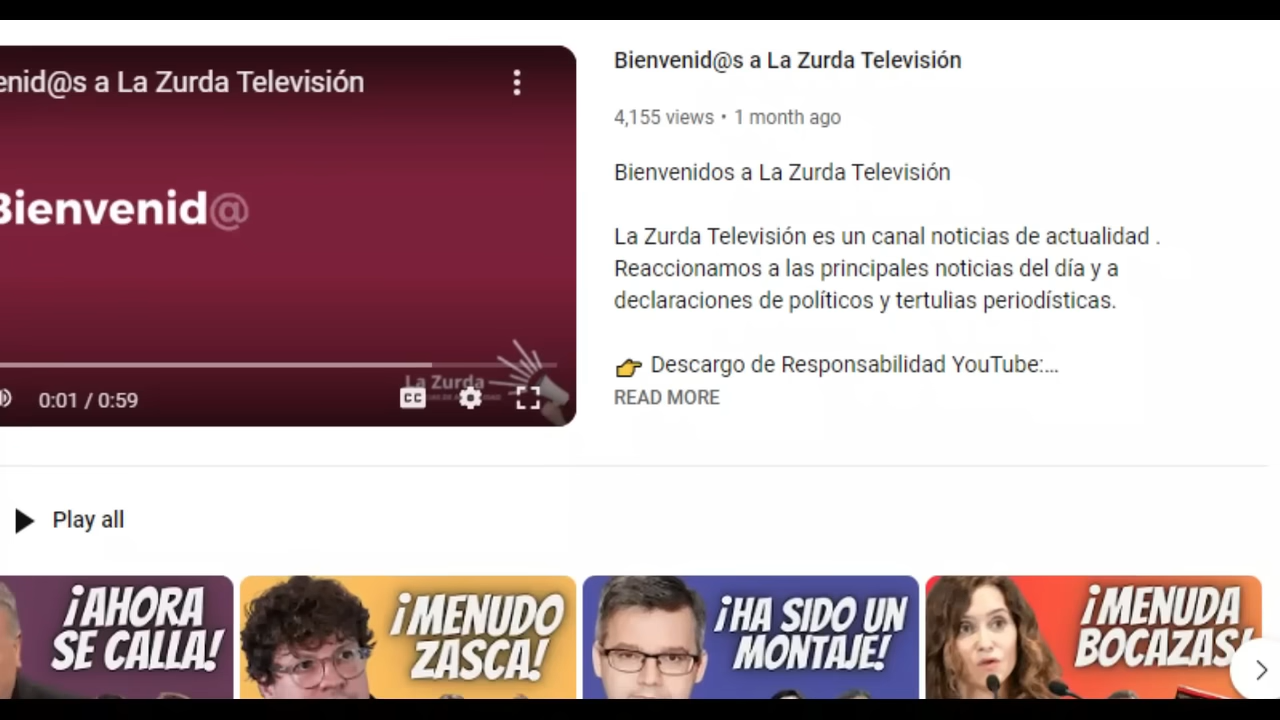 enid@s a La Zurda Televisión
Bienvenid@
La Zurda
0:01 / 0:59
CC
Bienvenid@s a La Zurda Televisión
4,155 views • 1 month ago
Bienvenidos a La Zurda Televisión
La Zurda Televisión es un canal noticias de actualidad .
Reaccionamos a las principales noticias del día y a
declaraciones de políticos y tertulias periodísticas.
👉 Descargo de Responsabilidad YouTube:...
READ MORE
Play all
¡AHORA
SE CALLA!
¡MENUDO
ZASCA!
¡HA SIDO UN
MONTAJE!
¡MENUDA
BOCAZAS!